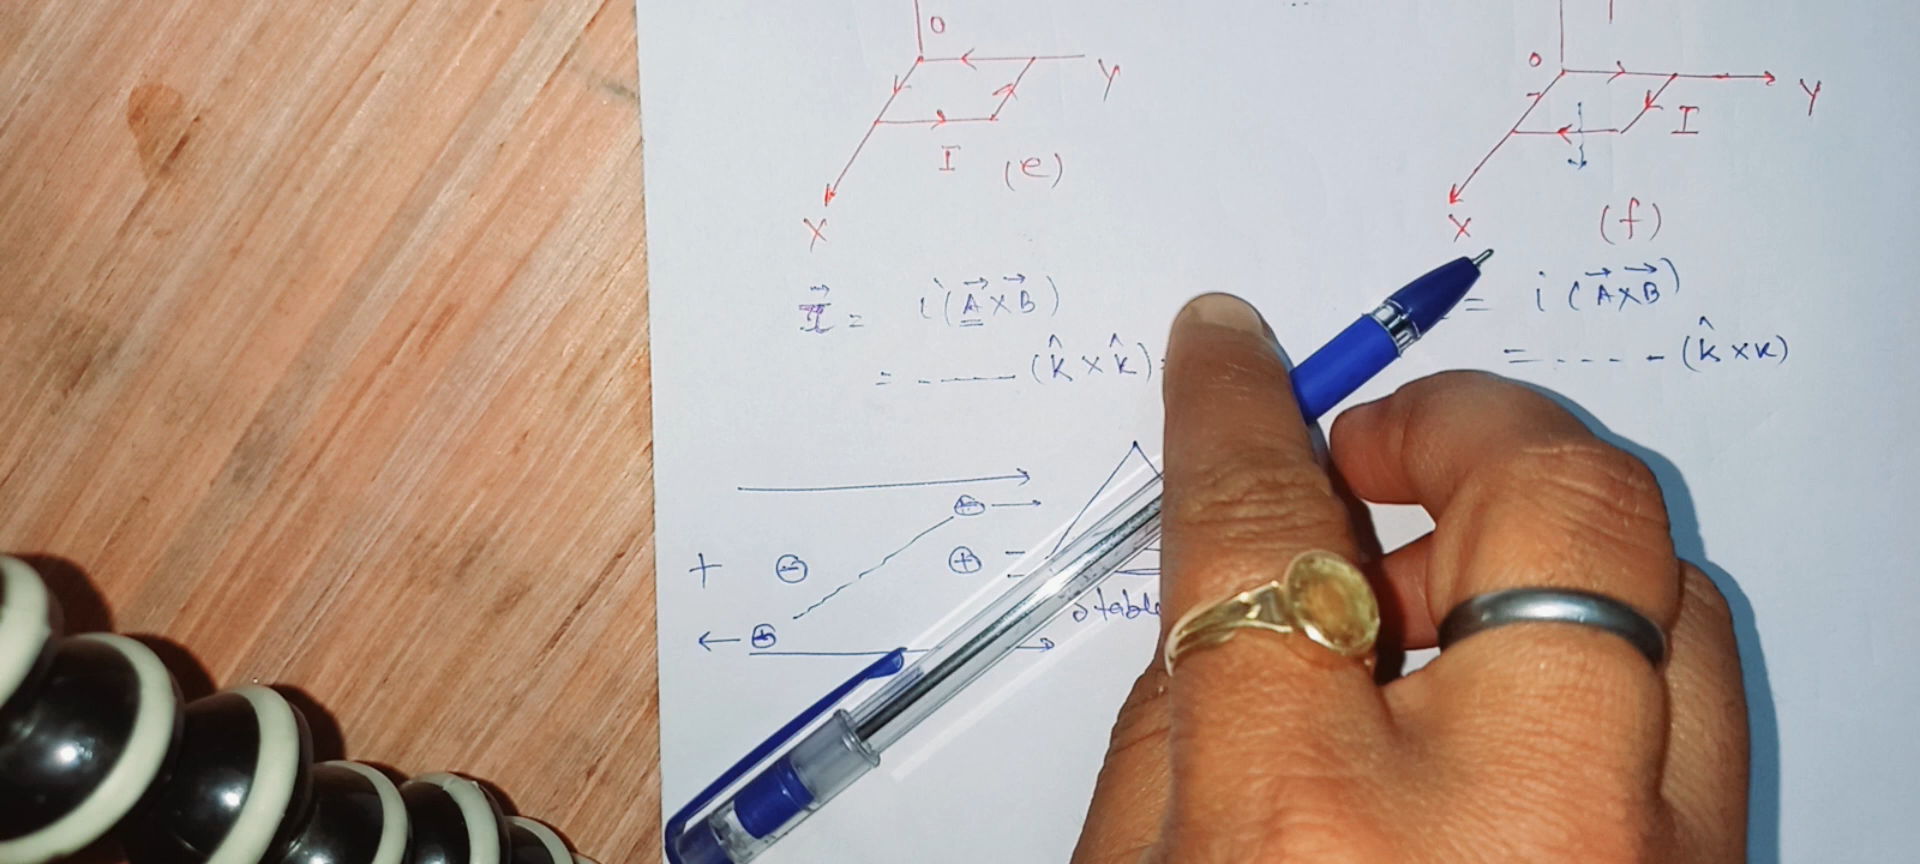 O
Y
I (e)
X
O
Y
I
X (f)
I = i (A⃗ x B⃗)
= ------ (k̂ x k̂)
= i (A⃗ x B⃗)
= ---- (k̂ x k)
+ ⊖ ⊕ =
⊕
stable